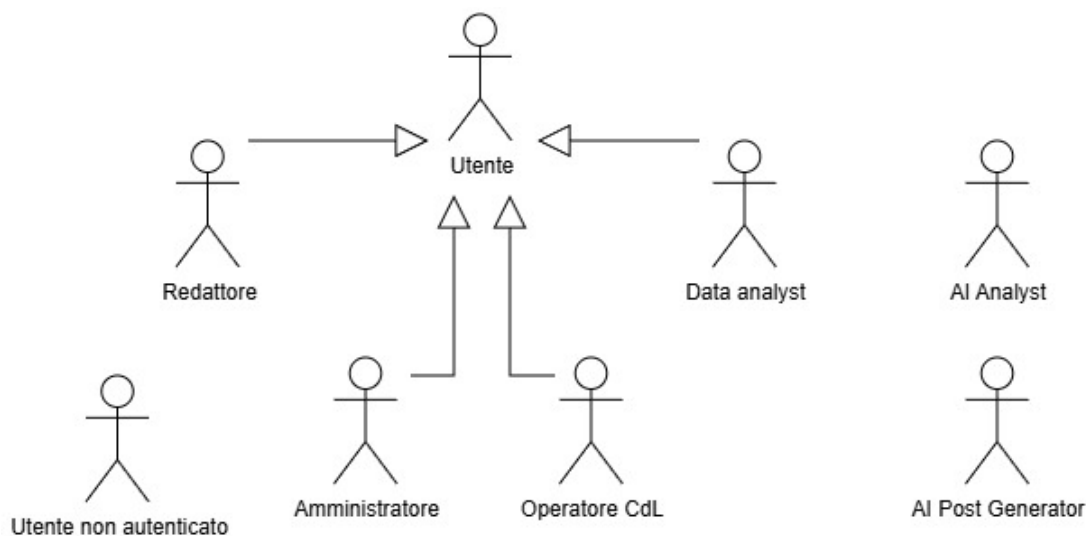 Utente
Redattore
Data analyst
AI Analyst
Utente non autenticato
Amministratore
Operatore CdL
AI Post Generator